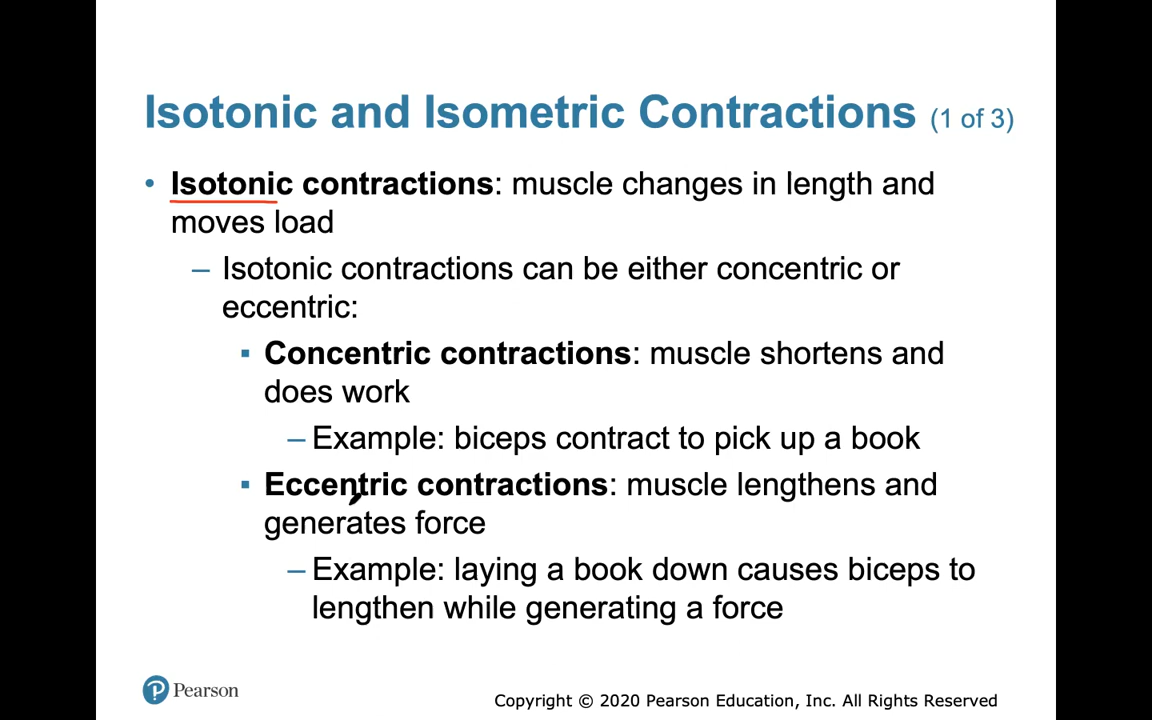 Isotonic and Isometric Contractions (1 of 3)
• Isotonic contractions: muscle changes in length and
moves load
– Isotonic contractions can be either concentric or
eccentric:
▪ Concentric contractions: muscle shortens and
does work
– Example: biceps contract to pick up a book
▪ Eccentric contractions: muscle lengthens and
generates force
– Example: laying a book down causes biceps to
lengthen while generating a force
P Pearson
Copyright © 2020 Pearson Education, Inc. All Rights Reserved